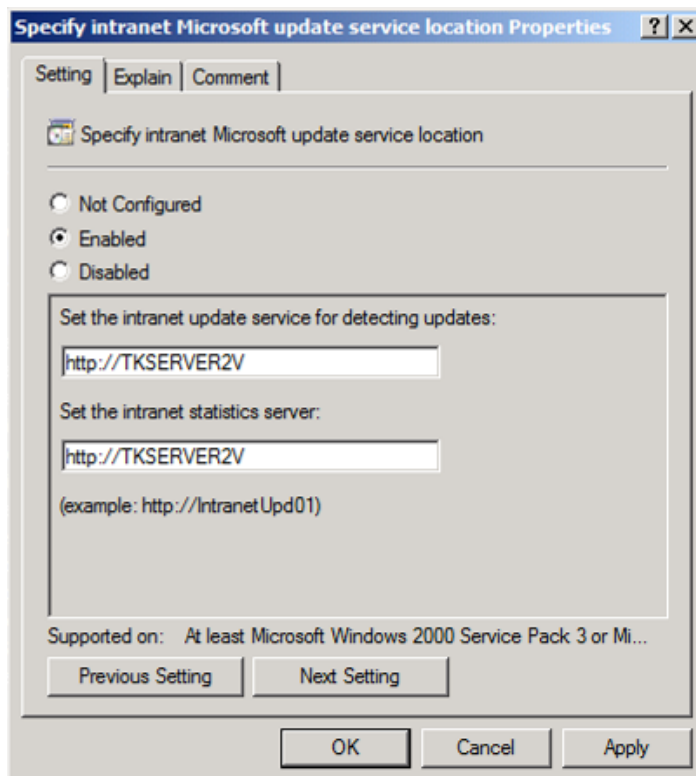 Specify intranet Microsoft update service location Properties
Setting Explain Comment
Specify intranet Microsoft update service location
Not Configured
Enabled
Disabled
Set the intranet update service for detecting updates:
http://TKSERVER2V
Set the intranet statistics server:
http://TKSERVER2V
(example: http://IntranetUpd01)
Supported on: At least Microsoft Windows 2000 Service Pack 3 or Mi...
Previous Setting Next Setting
OK Cancel Apply